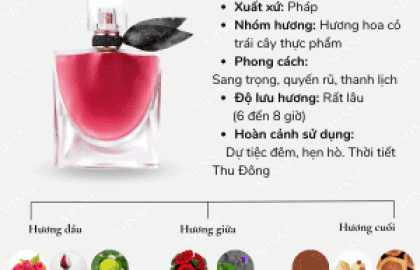 • Xuất xứ: Pháp
• Nhóm hương: Hương hoa cỏ
trái cây thực phẩm
• Phong cách:
Sang trọng, quyến rũ, thanh lịch
• Độ lưu hương: Rất lâu
(6 đến 8 giờ)
• Hoàn cảnh sử dụng:
Dự tiệc đêm, hẹn hò. Thời tiết
Thu Đông
Hương đầu
Hương giữa
Hương cuối